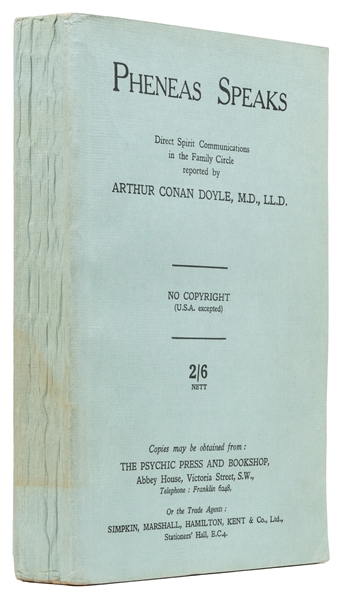 PHENEAS SPEAKS
Direct Spirit Communications
in the Family Circle
reported by
ARTHUR CONAN DOYLE, M.D., LL.D.
NO COPYRIGHT
(U.S.A. excepted)
2/6
NETT
Copies may be obtained from :
THE PSYCHIC PRESS AND BOOKSHOP,
Abbey House, Victoria Street, S.W.,
Telephone : Franklin 6248,
Or the Trade Agents :
SIMPKIN, MARSHALL, HAMILTON, KENT & Co., Ltd.,
Stationers' Hall, E.C.4.